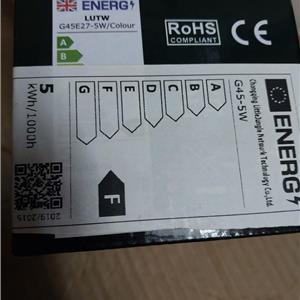 ENERG
LUTW
G45E27-5W/Colour
A
B
RoHS
COMPLIANT
ENERG
Chongqing LittleJungle Network Technology Co.,Ltd.
G45-5W
A
B
C
D
E
F
G
F
5
kWh/1000h
2019/2015